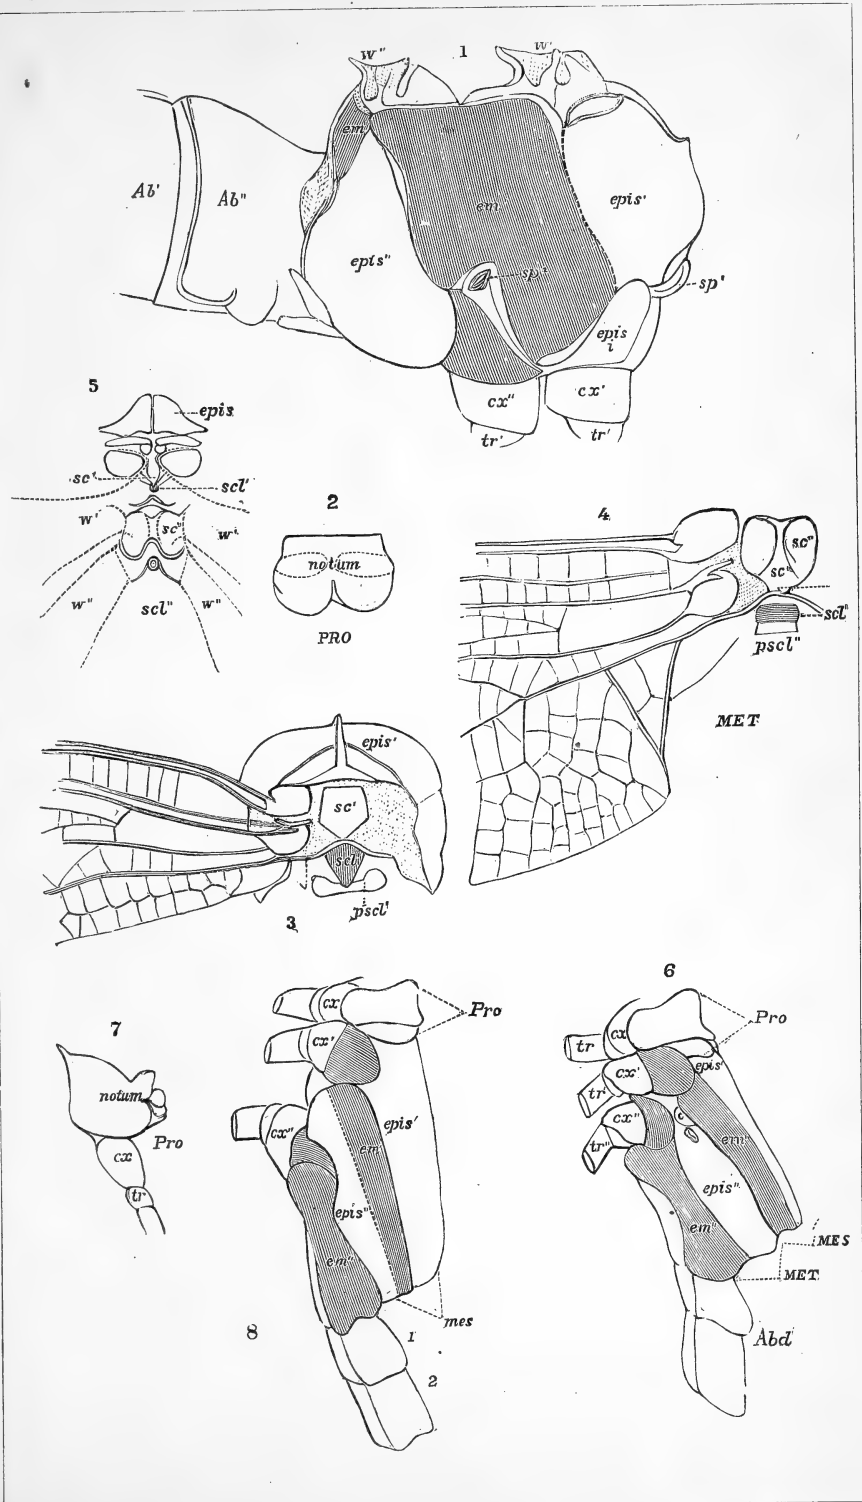 1
w" w'
em"
Ab' Ab" em' epis'
epis"
sp" sp'
epis
i
cx" cx'
tr' tr'
5
epis
sc' scl'
w' sc" w'
w" scl" w"
2
notum
PRO
4
sc" sc"
scl"
pscl"
MET
epis'
sc'
scl'
pscl'
3
8
cx Pro
cx'
cx" epis'
em'
epis"
em"
mes
1
2
7
notum
Pro
cx
tr
6
Pro
tr cx
cx' epis'
tr'
cx" c
em'
tr"
epis"
em"
MES
MET
Abd